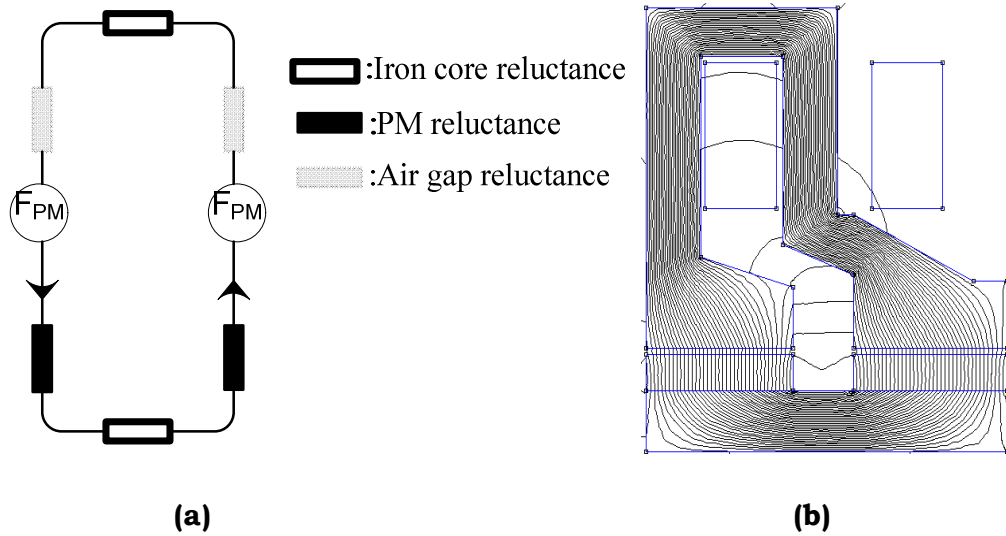 :Iron core reluctance
:PM reluctance
:Air gap reluctance
FPM FPM
(a) (b)